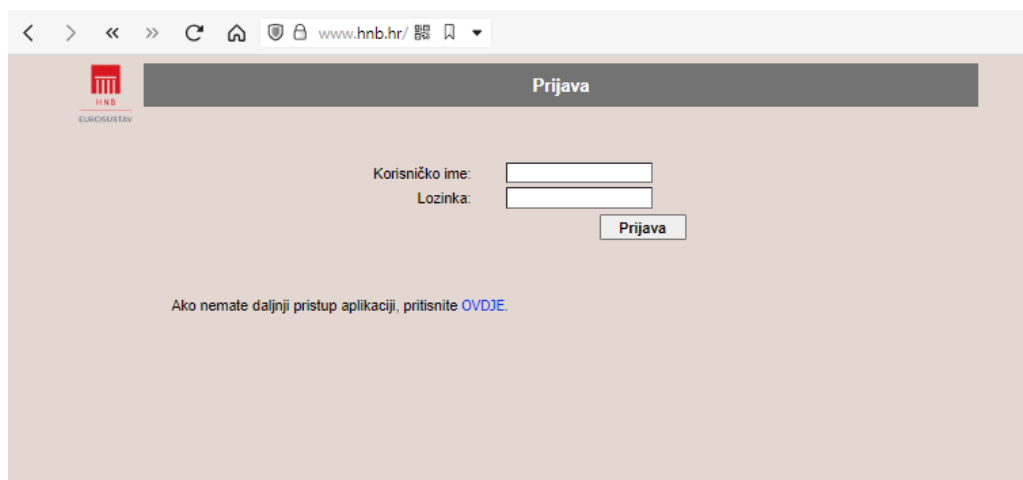 www.hnb.hr/
HNB
EUROSUSTAV
Prijava
Korisničko ime:
Lozinka:
Prijava
Ako nemate daljnji pristup aplikaciji, pritisnite OVDJE.